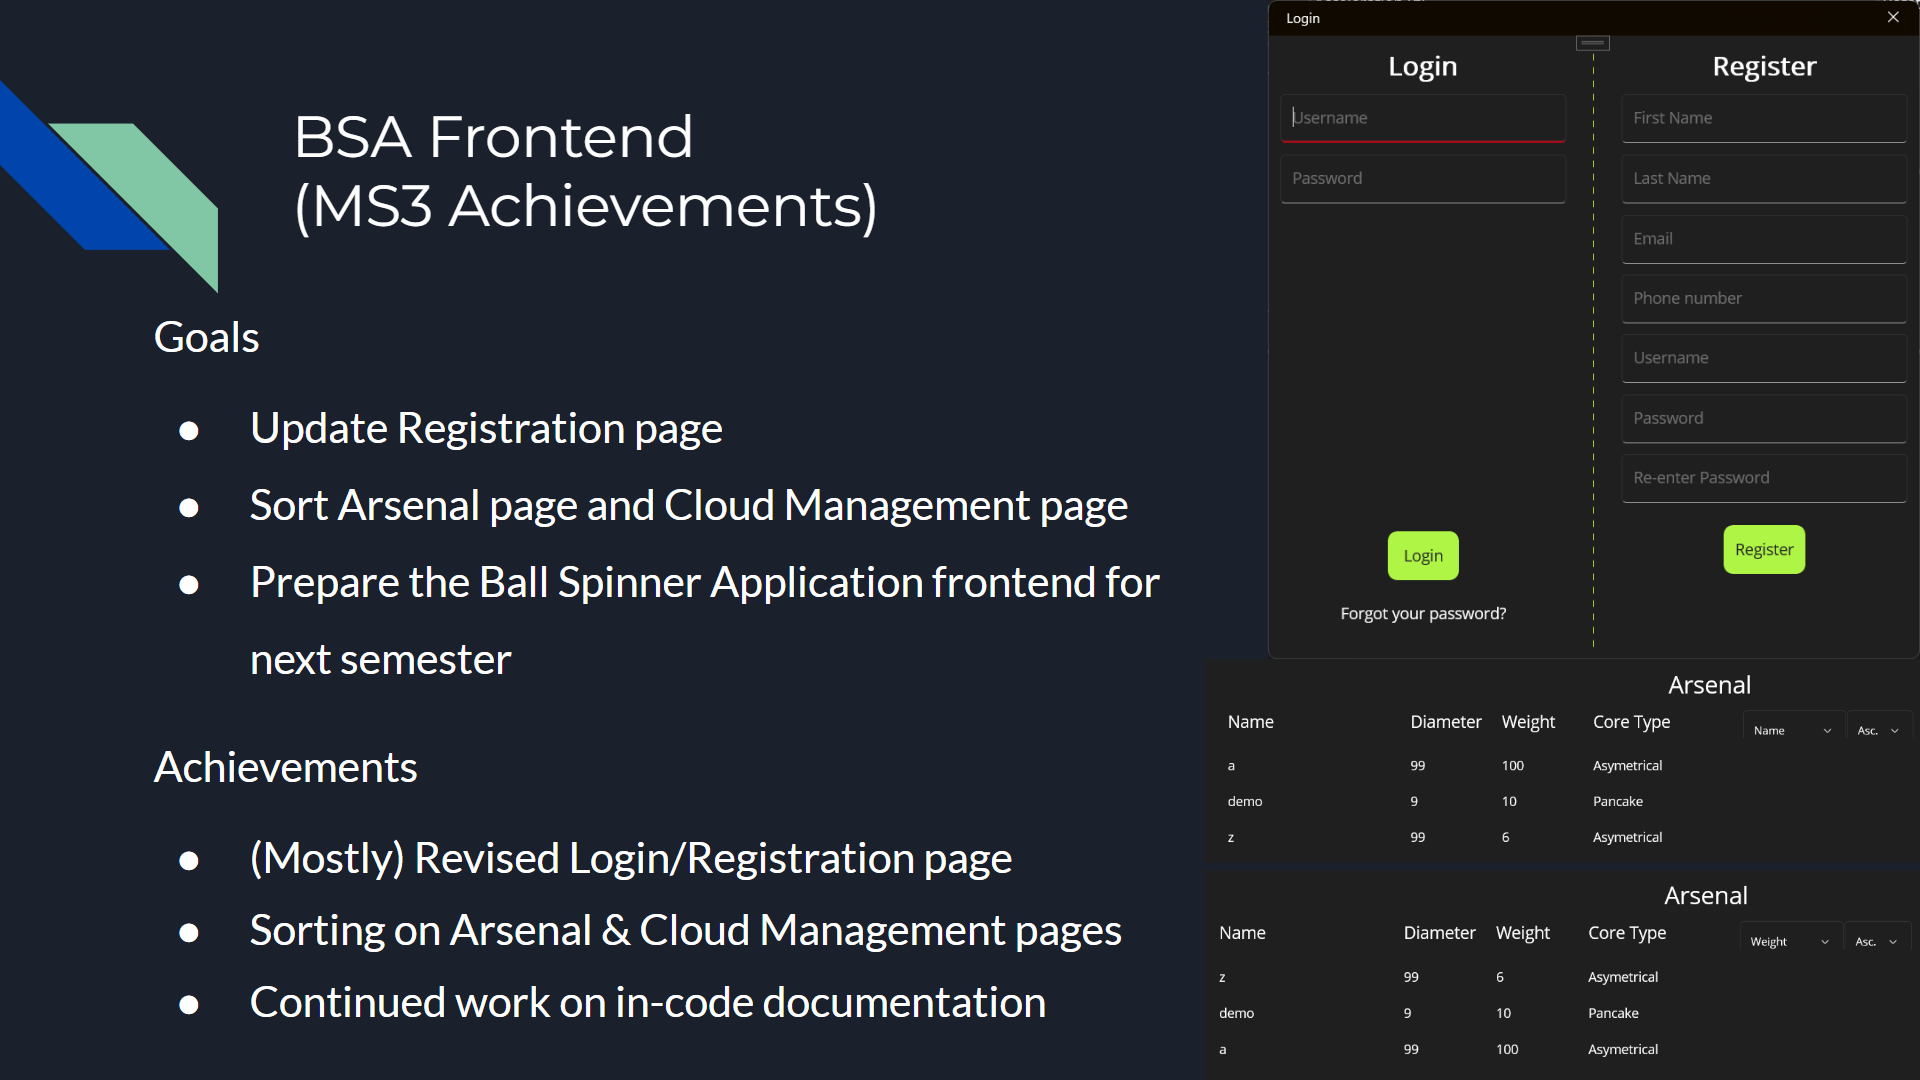 BSA Frontend
(MS3 Achievements)
Goals
● Update Registration page
● Sort Arsenal page and Cloud Management page
● Prepare the Ball Spinner Application frontend for
next semester
Achievements
● (Mostly) Revised Login/Registration page
● Sorting on Arsenal & Cloud Management pages
● Continued work on in-code documentation
Login
Login
Username
Password
Login
Forgot your password?
Register
First Name
Last Name
Email
Phone number
Username
Password
Re-enter Password
Register
Arsenal
Name Diameter Weight Core Type Name Asc.
a 99 100 Asymetrical
demo 9 10 Pancake
z 99 6 Asymetrical
Arsenal
Name Diameter Weight Core Type Weight Asc.
z 99 6 Asymetrical
demo 9 10 Pancake
a 99 100 Asymetrical